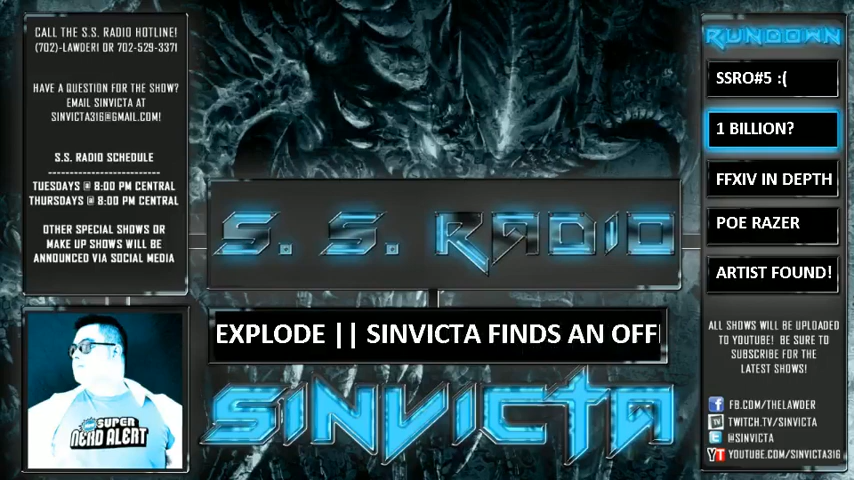 CALL THE S.S. RADIO HOTLINE!
(702)-LAWDERI OR 702-529-3371
HAVE A QUESTION FOR THE SHOW?
EMAIL SINVICTA AT
SINVICTA316@GMAIL.COM!
S.S. RADIO SCHEDULE
--------------------------
TUESDAYS @ 8:00 PM CENTRAL
THURSDAYS @ 8:00 PM CENTRAL
OTHER SPECIAL SHOWS OR
MAKE UP SHOWS WILL BE
ANNOUNCED VIA SOCIAL MEDIA
SUPER
NERD ALERT
S. S. RADIO
EXPLODE || SINVICTA FINDS AN OFF
SINVICTA
RUNDOWN
SSRO#5 :(
1 BILLION?
FFXIV IN DEPTH
POE RAZER
ARTIST FOUND!
ALL SHOWS WILL BE UPLOADED
TO YOUTUBE! BE SURE TO
SUBSCRIBE FOR THE
LATEST SHOWS!
FB.COM/THELAWDER
TWITCH.TV/SINVICTA
@SINVICTA
YOUTUBE.COM/SINVICTA316